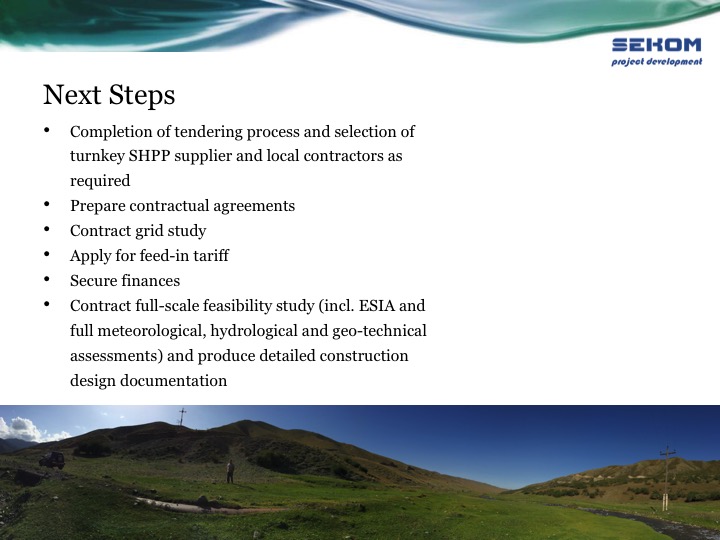 SEKOM
project development
Next Steps
• Completion of tendering process and selection of
turnkey SHPP supplier and local contractors as
required
• Prepare contractual agreements
• Contract grid study
• Apply for feed-in tariff
• Secure finances
• Contract full-scale feasibility study (incl. ESIA and
full meteorological, hydrological and geo-technical
assessments) and produce detailed construction
design documentation